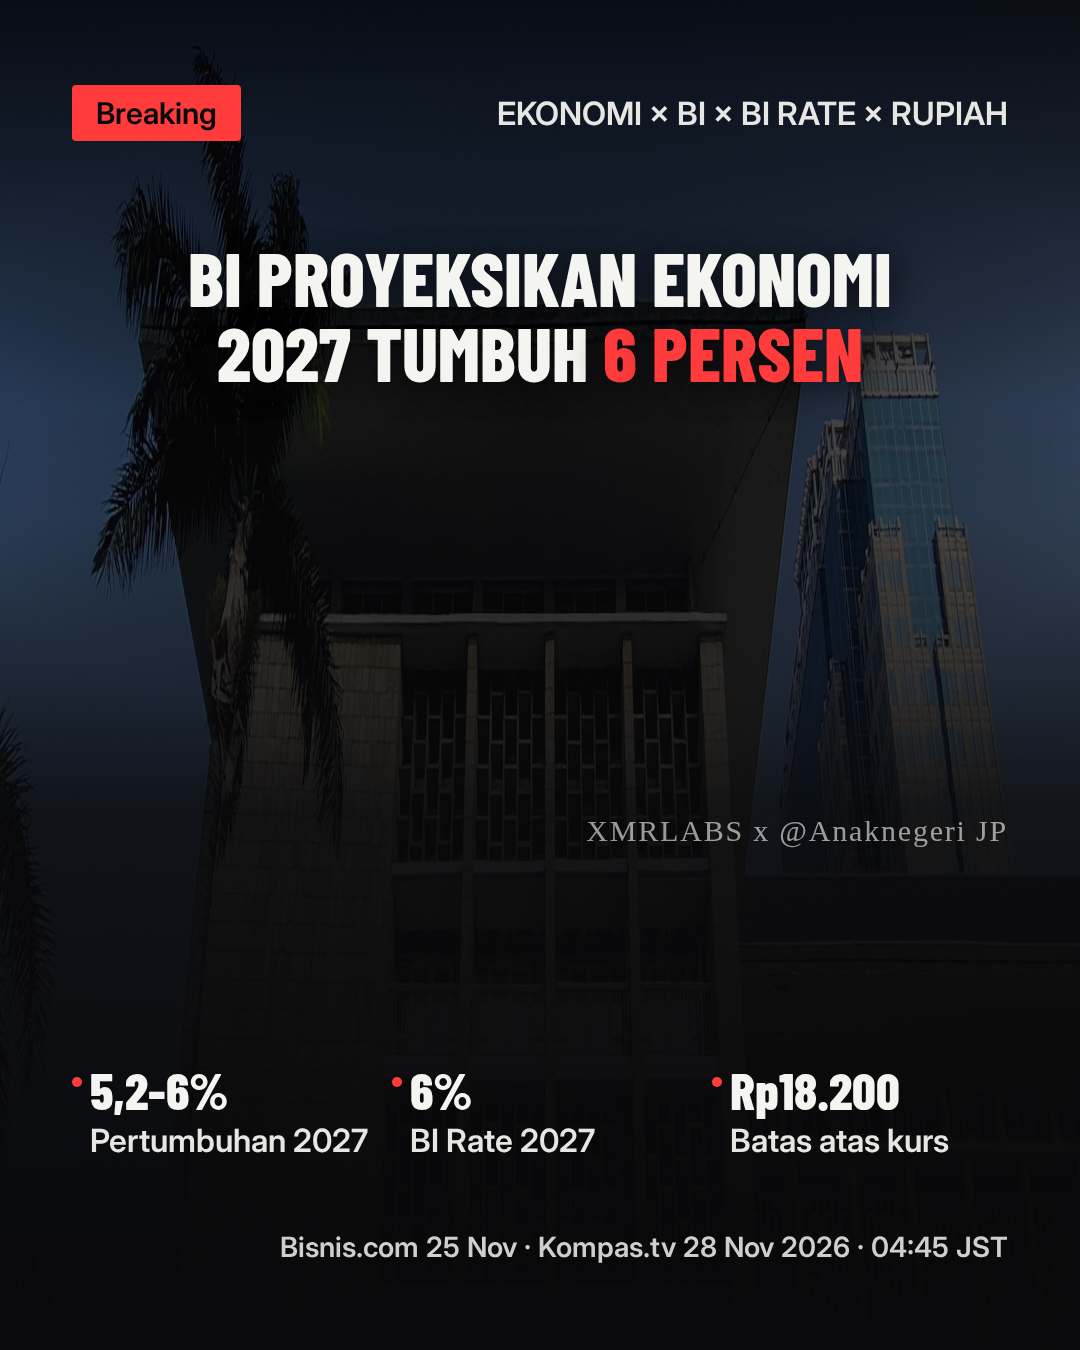 Breaking
EKONOMI × BI × BI RATE × RUPIAH
BI PROYEKSIKAN EKONOMI
2027 TUMBUH 6 PERSEN
XMRLABS x @Anaknegeri JP
5,2-6%
Pertumbuhan 2027
6%
BI Rate 2027
Rp18.200
Batas atas kurs
Bisnis.com 25 Nov · Kompas.tv 28 Nov 2026 · 04:45 JST